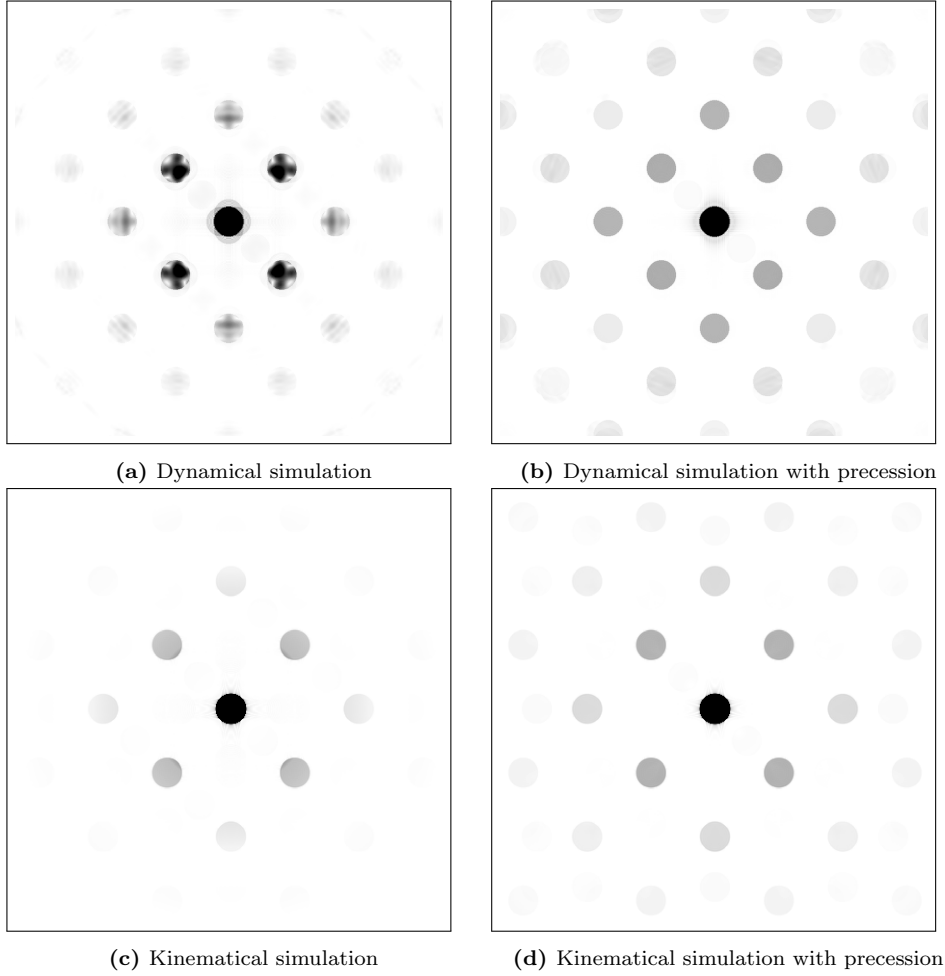 (a) Dynamical simulation
(b) Dynamical simulation with precession
(c) Kinematical simulation
(d) Kinematical simulation with precession